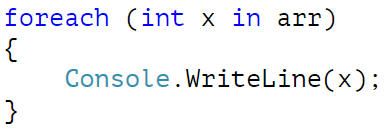 foreach (int x in arr)
{
    Console.WriteLine(x);
}